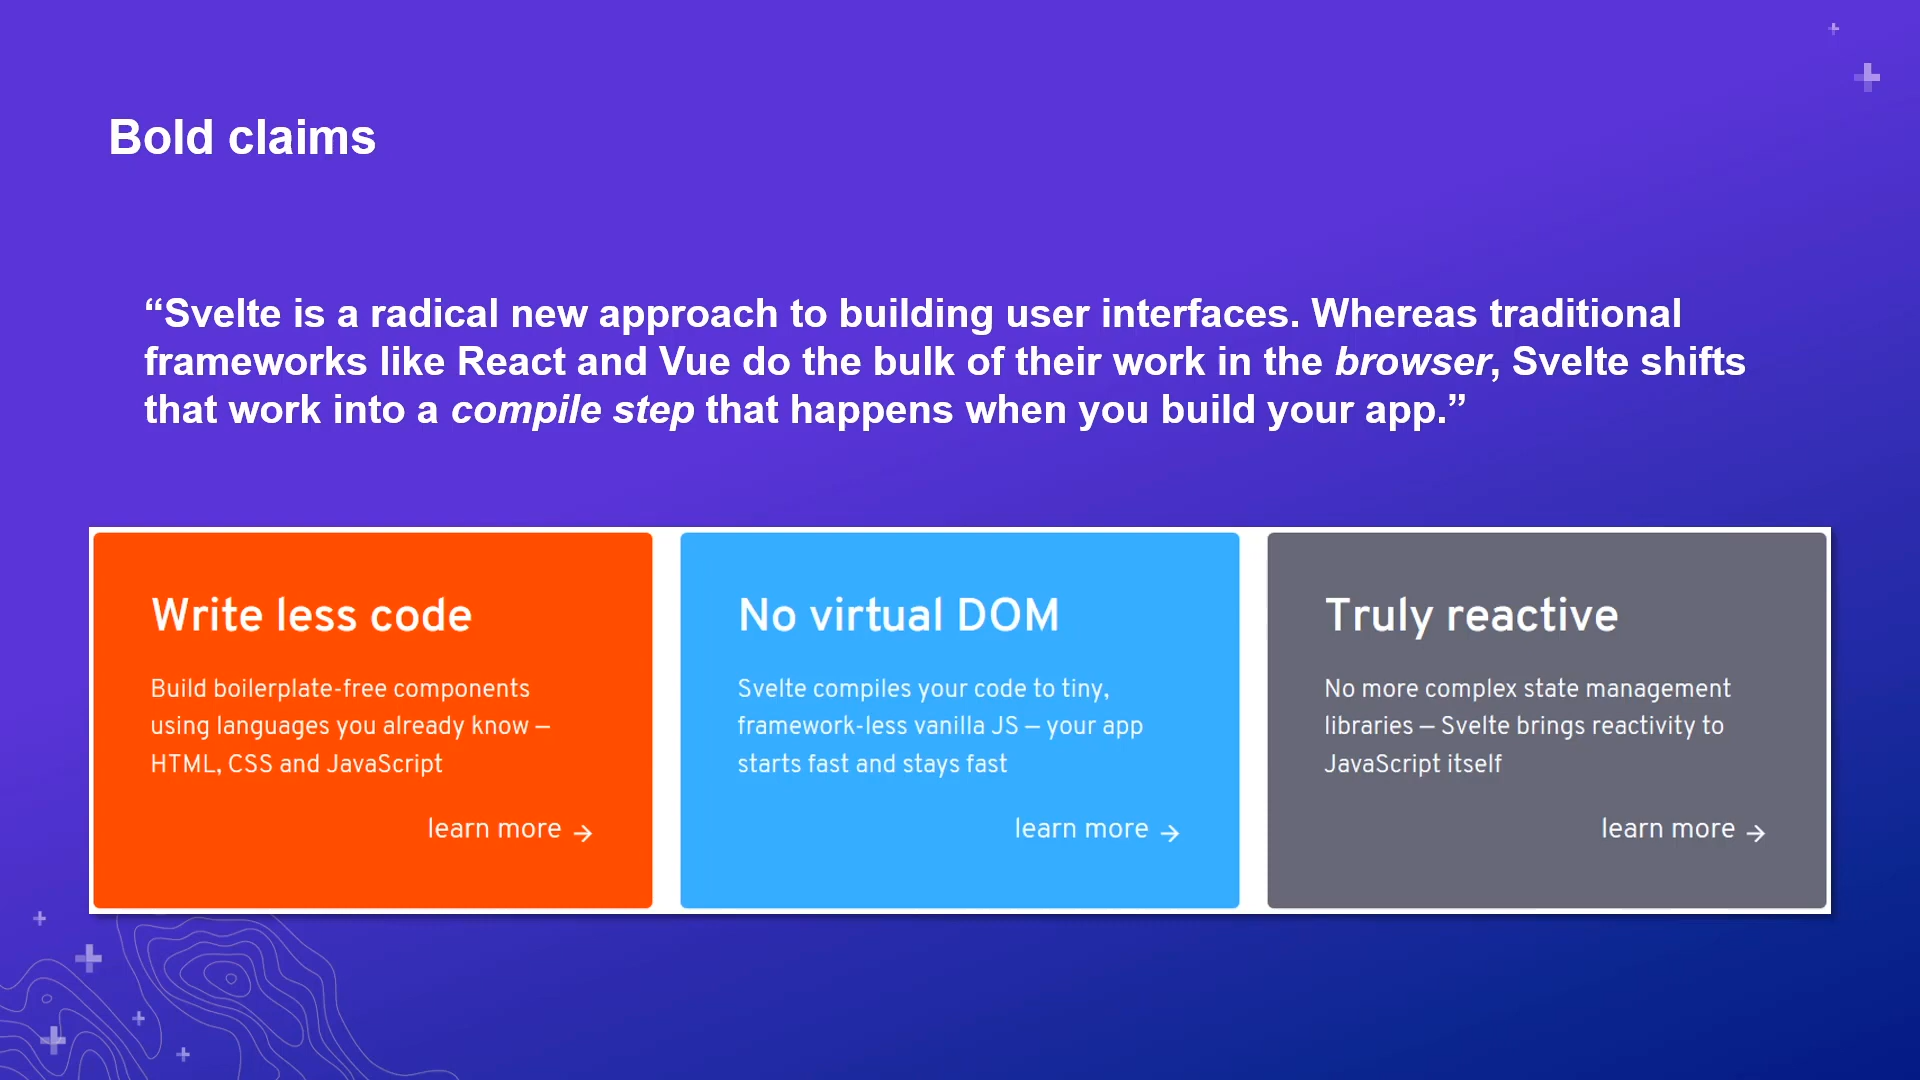 Bold claims
“Svelte is a radical new approach to building user interfaces. Whereas traditional
frameworks like React and Vue do the bulk of their work in the browser, Svelte shifts
that work into a compile step that happens when you build your app.”
Write less code
Build boilerplate-free components
using languages you already know –
HTML, CSS and JavaScript
learn more →
No virtual DOM
Svelte compiles your code to tiny,
framework-less vanilla JS – your app
starts fast and stays fast
learn more →
Truly reactive
No more complex state management
libraries – Svelte brings reactivity to
JavaScript itself
learn more →